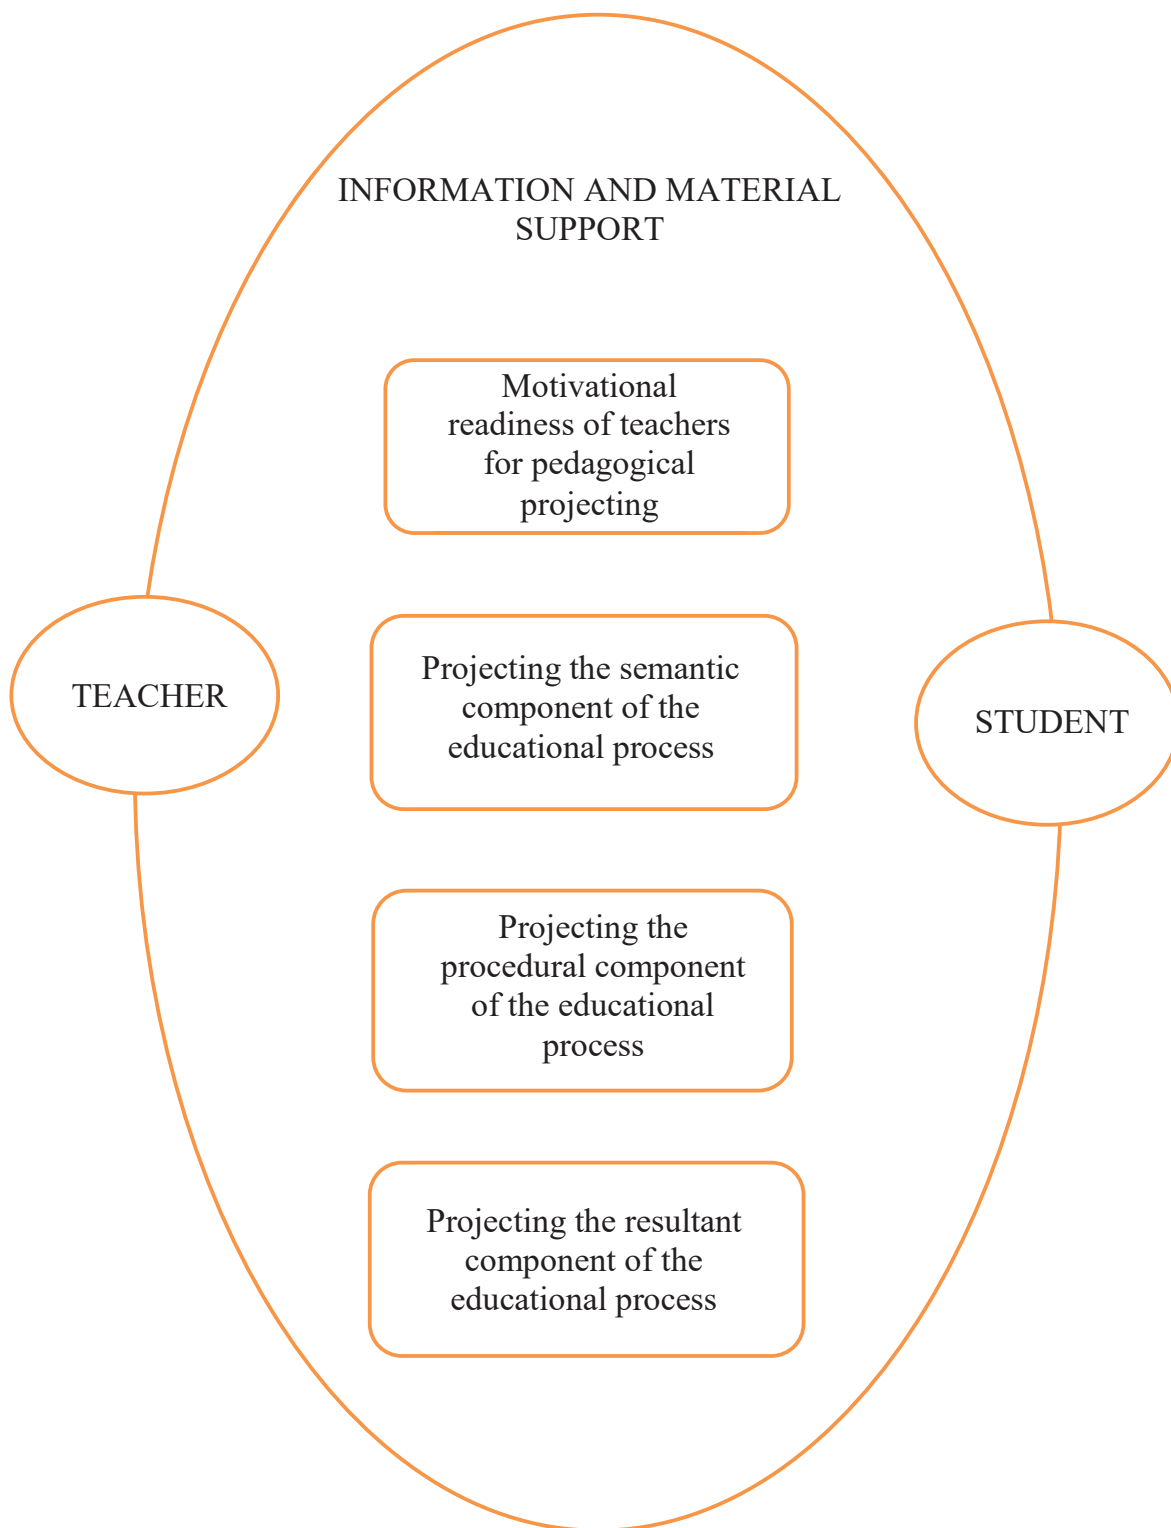 INFORMATION AND MATERIAL
SUPPORT
Motivational
readiness of teachers
for pedagogical
projecting
TEACHER
Projecting the semantic
component of the
educational process
STUDENT
Projecting the
procedural component
of the educational
process
Projecting the resultant
component of the
educational process